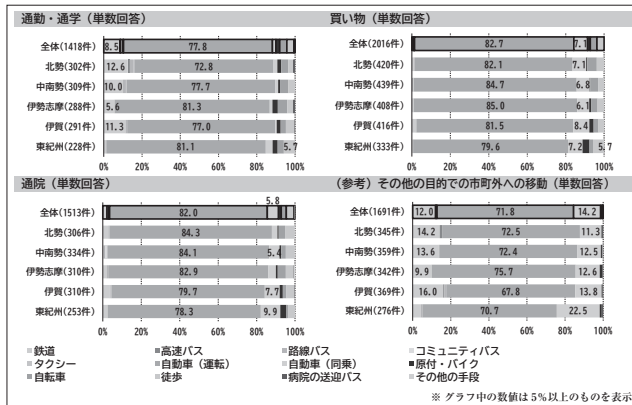 通勤・通学（単数回答）
全体(1418件) 8.5 77.8
北勢(302件) 12.6 72.8
中南勢(309件) 10.0 77.7
伊勢志摩(288件) 5.6 81.3
伊賀(291件) 11.3 77.0
東紀州(228件) 81.1 5.7
0% 20% 40% 60% 80% 100%
買い物（単数回答）
全体(2016件) 82.7 7.1
北勢(420件) 82.1 7.1
中南勢(439件) 84.7 6.8
伊勢志摩(408件) 85.0 6.1
伊賀(416件) 81.5 8.4
東紀州(333件) 79.6 7.2 5.7
0% 20% 40% 60% 80% 100%
通院（単数回答）
5.8
全体(1513件) 82.0
北勢(306件) 84.3
中南勢(334件) 84.1 5.4
伊勢志摩(310件) 82.9
伊賀(310件) 79.7 7.7
東紀州(253件) 78.3 9.9
0% 20% 40% 60% 80% 100%
(参考）その他の目的での市町外への移動（単数回答）
全体(1691件) 12.0 71.8 14.2
北勢(345件) 14.2 72.5 11.3
中南勢(359件) 13.6 72.4 12.5
伊勢志摩(342件) 9.9 75.7 12.6
伊賀(369件) 16.0 67.8 13.8
東紀州(276件) 70.7 22.5
0% 20% 40% 60% 80% 100%
鉄道 高速バス 路線バス コミュニティバス
タクシー 自動車（運転） 自動車（同乗） 原付・バイク
自転車 徒歩 病院の送迎バス その他の手段
※ グラフ中の数値は5%以上のものを表示